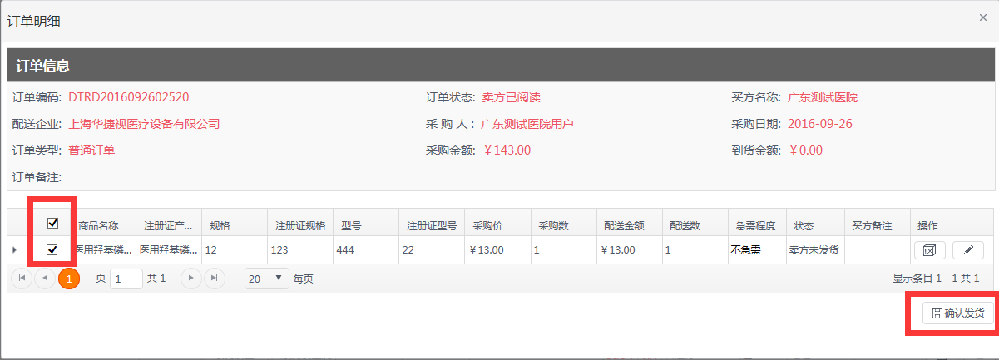 订单明细 ×
订单信息
订单编码: DTRD2016092602520 订单状态: 卖方已阅读 买方名称: 广东测试医院
配送企业: 上海华捷视医疗设备有限公司 采 购 人 : 广东测试医院用户 采购日期: 2016-09-26
订单类型: 普通订单 采购金额: ￥143.00 到货金额: ￥0.00
订单备注:
商品名称 注册证产... 规格 注册证规格 型号 注册证型号 采购价 采购数 配送金额 配送数 急需程度 状态 买方备注 操作
医用羟基磷... 医用羟基磷... 12 123 444 22 ￥13.00 1 ￥13.00 1 不急需 卖方未发货
1 页 1 共 1 20 每页 显示条目 1 - 1 共 1
确认发货